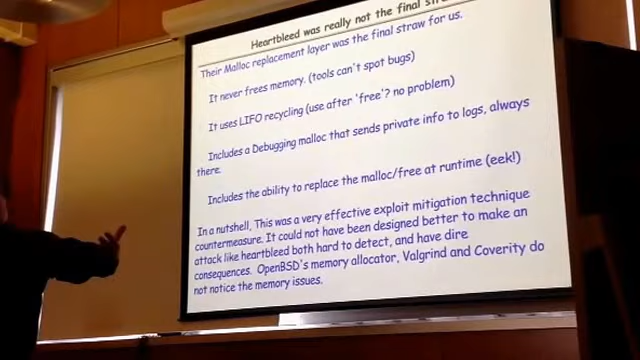 Heartbleed was really not the final
Their Malloc replacement layer was the final straw for us.
It never frees memory. (tools can't spot bugs)
It uses LIFO recycling (use after 'free'? no problem)
Includes a Debugging malloc that sends private info to logs, always
there.
Includes the ability to replace the malloc/free at runtime (eek!)
In a nutshell, This was a very effective exploit mitigation technique
countermeasure. It could not have been designed better to make an
attack like heartbleed both hard to detect, and have dire
consequences. OpenBSD's memory allocator, Valgrind and Coverity do
not notice the memory issues.